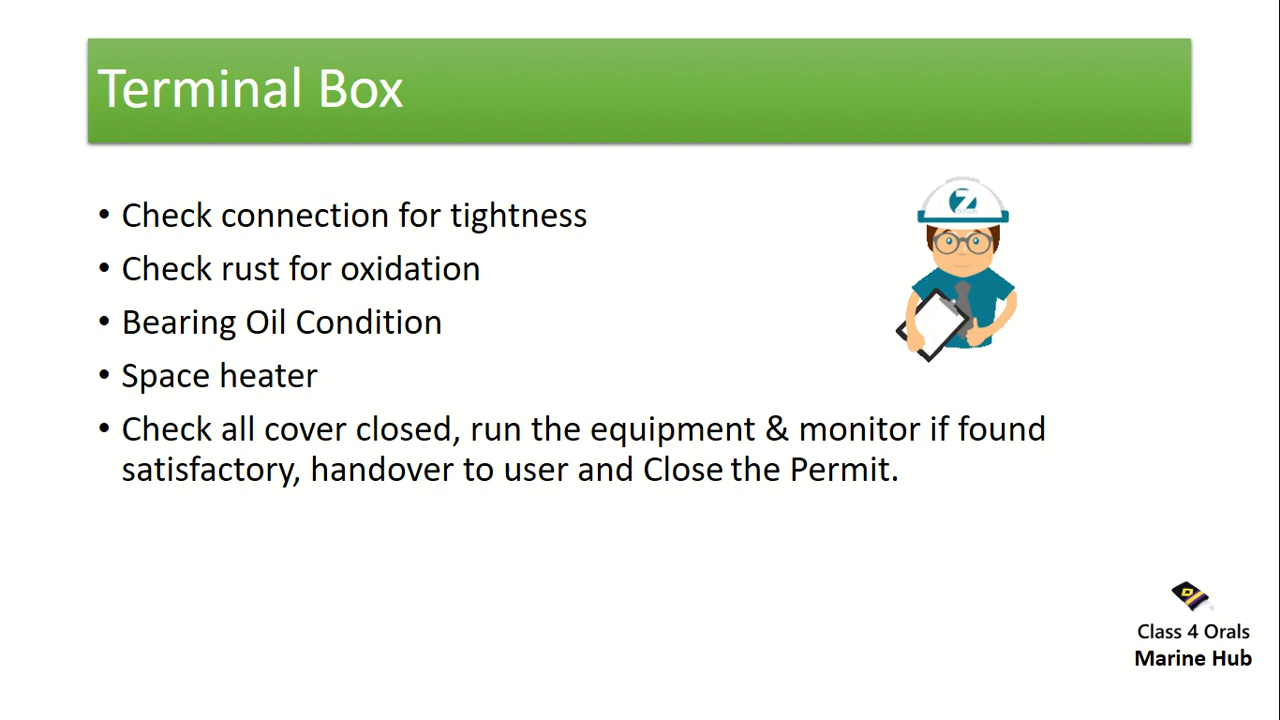 Terminal Box
• Check connection for tightness
• Check rust for oxidation
• Bearing Oil Condition
• Space heater
• Check all cover closed, run the equipment & monitor if found
satisfactory, handover to user and Close the Permit.
Class 4 Orals
Marine Hub